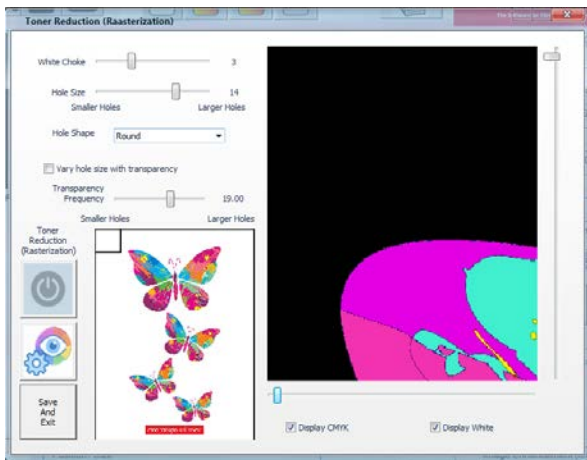 Toner Reduction (Raasterization)
White Choke 3
Hole Size 14
Smaller Holes Larger Holes
Hole Shape Round
Vary hole size with transparency
Transparency
Frequency 19.00
Smaller Holes Larger Holes
Toner
Reduction
(Rasterization)
Save
And
Exit
Display CMYK Display White